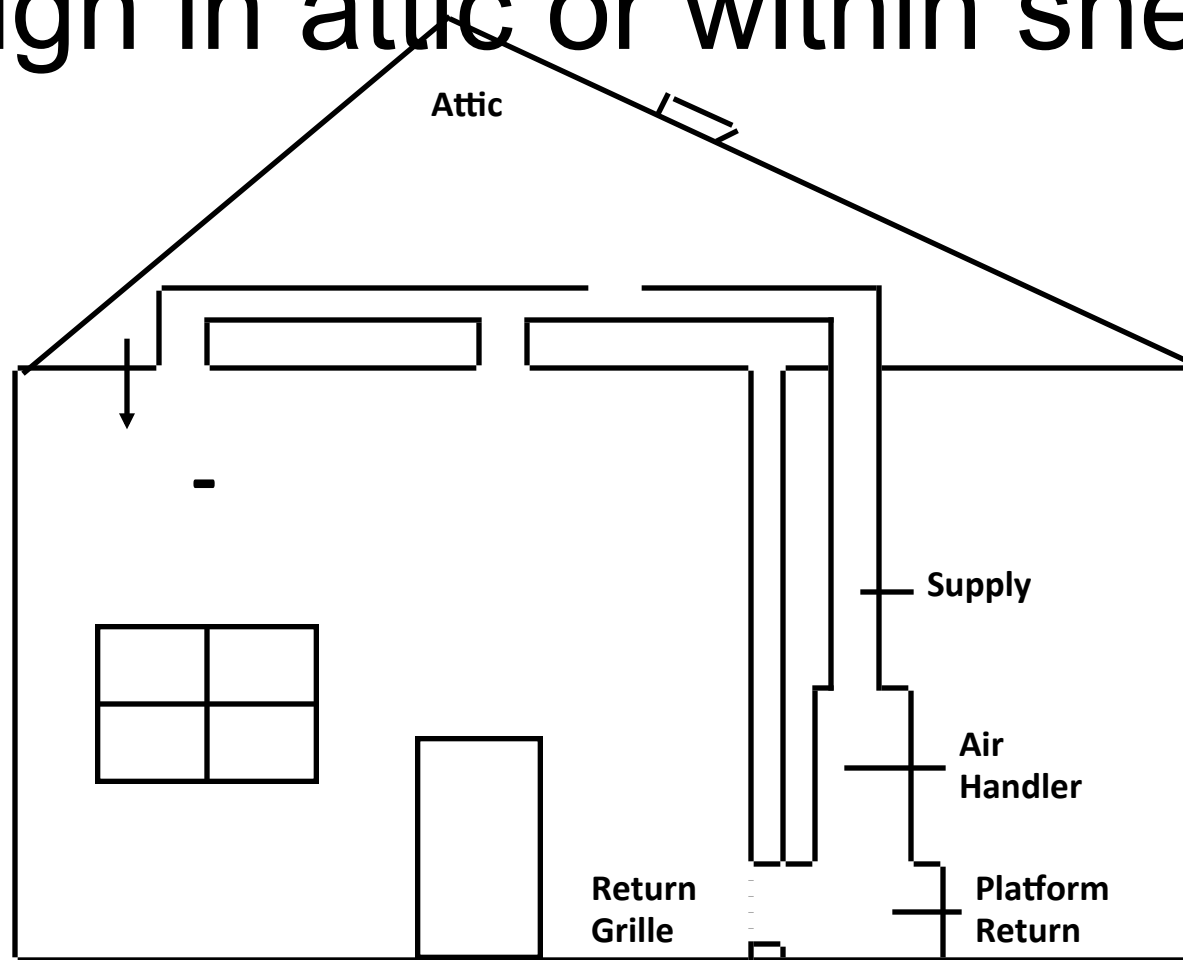 in attic or within
Attic
Supply
Air
Handler
Return
Grille
Platform
Return